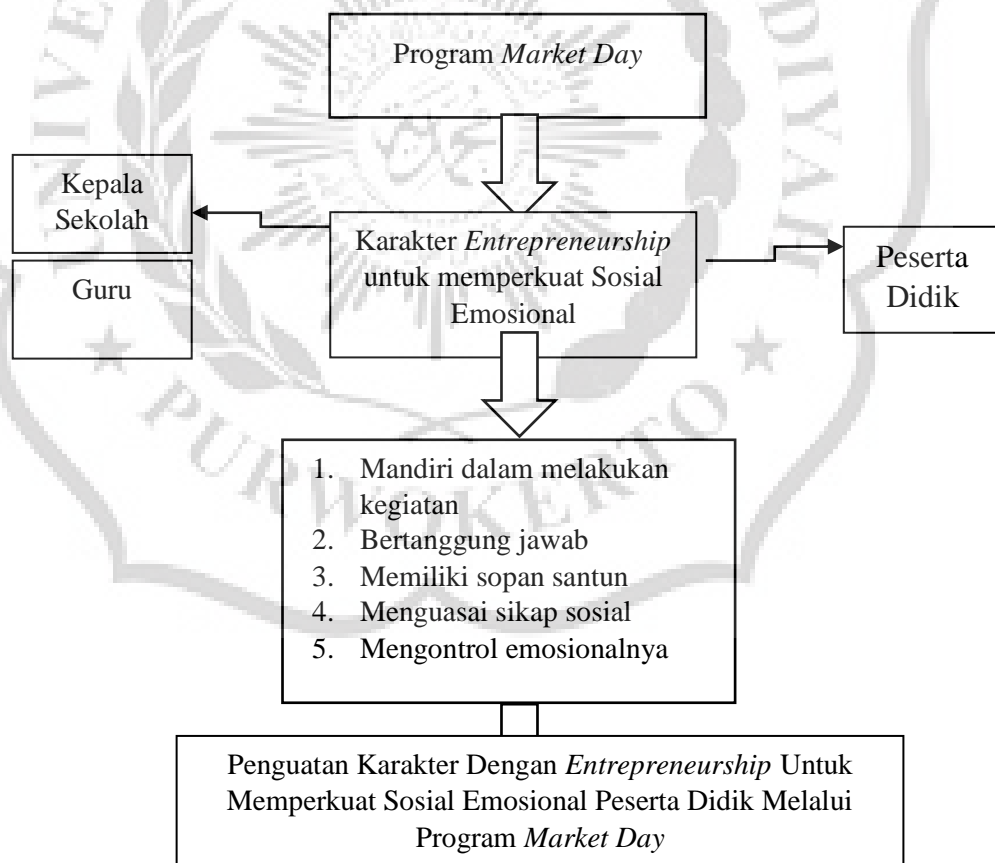 Program Market Day
Kepala
Sekolah
Guru
Karakter Entrepreneurship
untuk memperkuat Sosial
Emosional
Peserta
Didik
1. Mandiri dalam melakukan
kegiatan
2. Bertanggung jawab
3. Memiliki sopan santun
4. Menguasai sikap sosial
5. Mengontrol emosionalnya
Penguatan Karakter Dengan Entrepreneurship Untuk
Memperkuat Sosial Emosional Peserta Didik Melalui
Program Market Day
PURWOKERTO